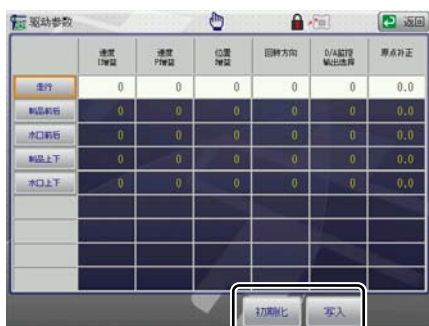 驱动参数 返回
速度 I增益 速度 P增益 位置 增益 回转方向 D/A监控 输出选择 原点补正
走行 0 0 0 0 0 0.0
制品前后 0 0 0 0 0 0.0
水口前后 0 0 0 0 0 0.0
制品上下 0 0 0 0 0 0.0
水口上下 0 0 0 0 0 0.0
初期化 写入